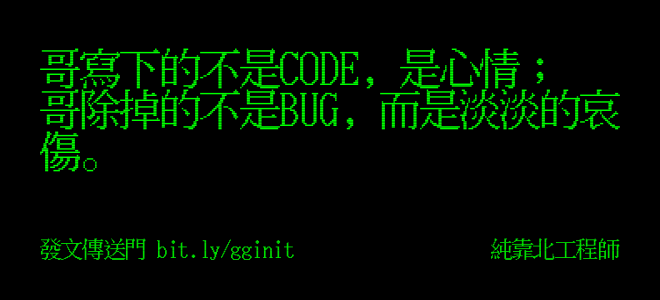 哥寫下的不是CODE, 是心情；
哥除掉的不是BUG, 而是淡淡的哀
傷。
發文傳送門 bit.ly/gginit
純靠北工程師